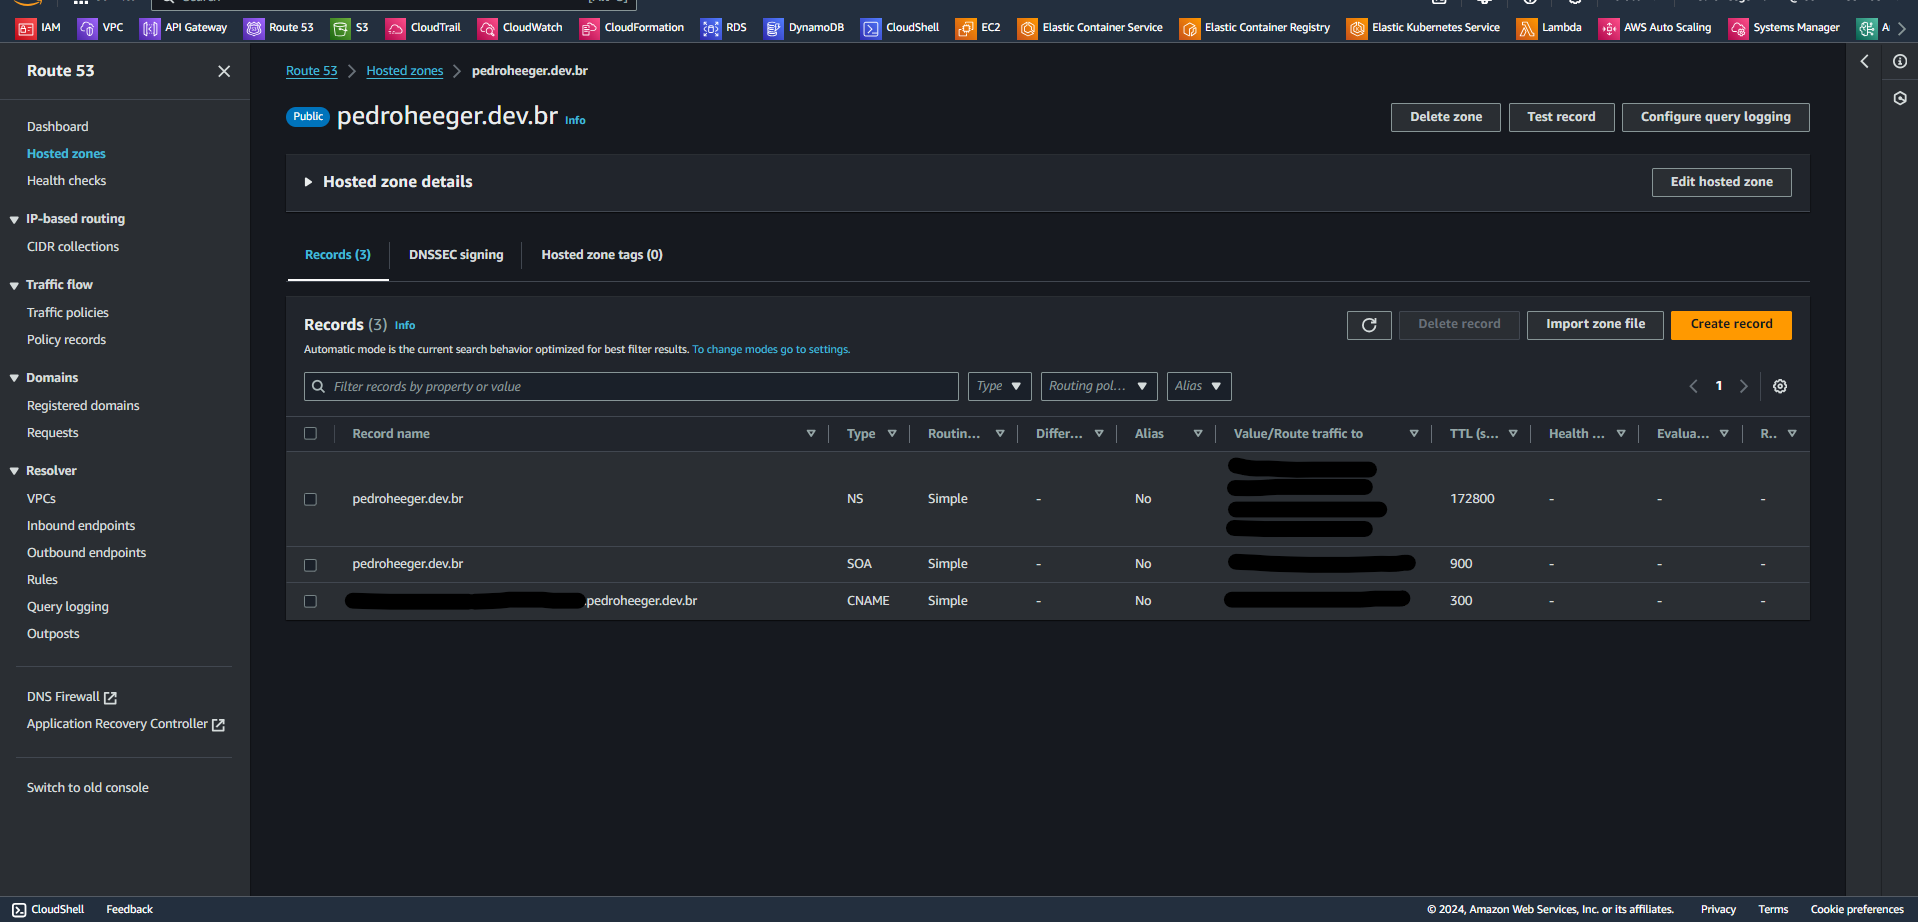 IAM VPC API Gateway Route 53 S3 CloudTrail CloudWatch CloudFormation RDS DynamoDB CloudShell EC2 Elastic Container Service Elastic Container Registry Elastic Kubernetes Service Lambda AWS Auto Scaling Systems Manager
Route 53
Dashboard
Hosted zones
Health checks
IP-based routing
CIDR collections
Traffic flow
Traffic policies
Policy records
Domains
Registered domains
Requests
Resolver
VPCs
Inbound endpoints
Outbound endpoints
Rules
Query logging
Outposts
DNS Firewall
Application Recovery Controller
Switch to old console
Route 53 Hosted zones pedroheeger.dev.br
Public pedroheeger.dev.br Info
Delete zone Test record Configure query logging
Hosted zone details Edit hosted zone
Records (3) DNSSEC signing Hosted zone tags (0)
Records (3) Info Delete record Import zone file Create record
Automatic mode is the current search behavior optimized for best filter results. To change modes go to settings.
Filter records by property or value Type Routing pol... Alias 1
Record name Type Routin... Differ... Alias Value/Route traffic to TTL (s... Health ... Evalua... R..
pedroheeger.dev.br NS Simple - No 172800 - - -
pedroheeger.dev.br SOA Simple - No 900 - - -
.pedroheeger.dev.br CNAME Simple - No 300 - - -
CloudShell Feedback © 2024, Amazon Web Services, Inc. or its affiliates. Privacy Terms Cookie preferences